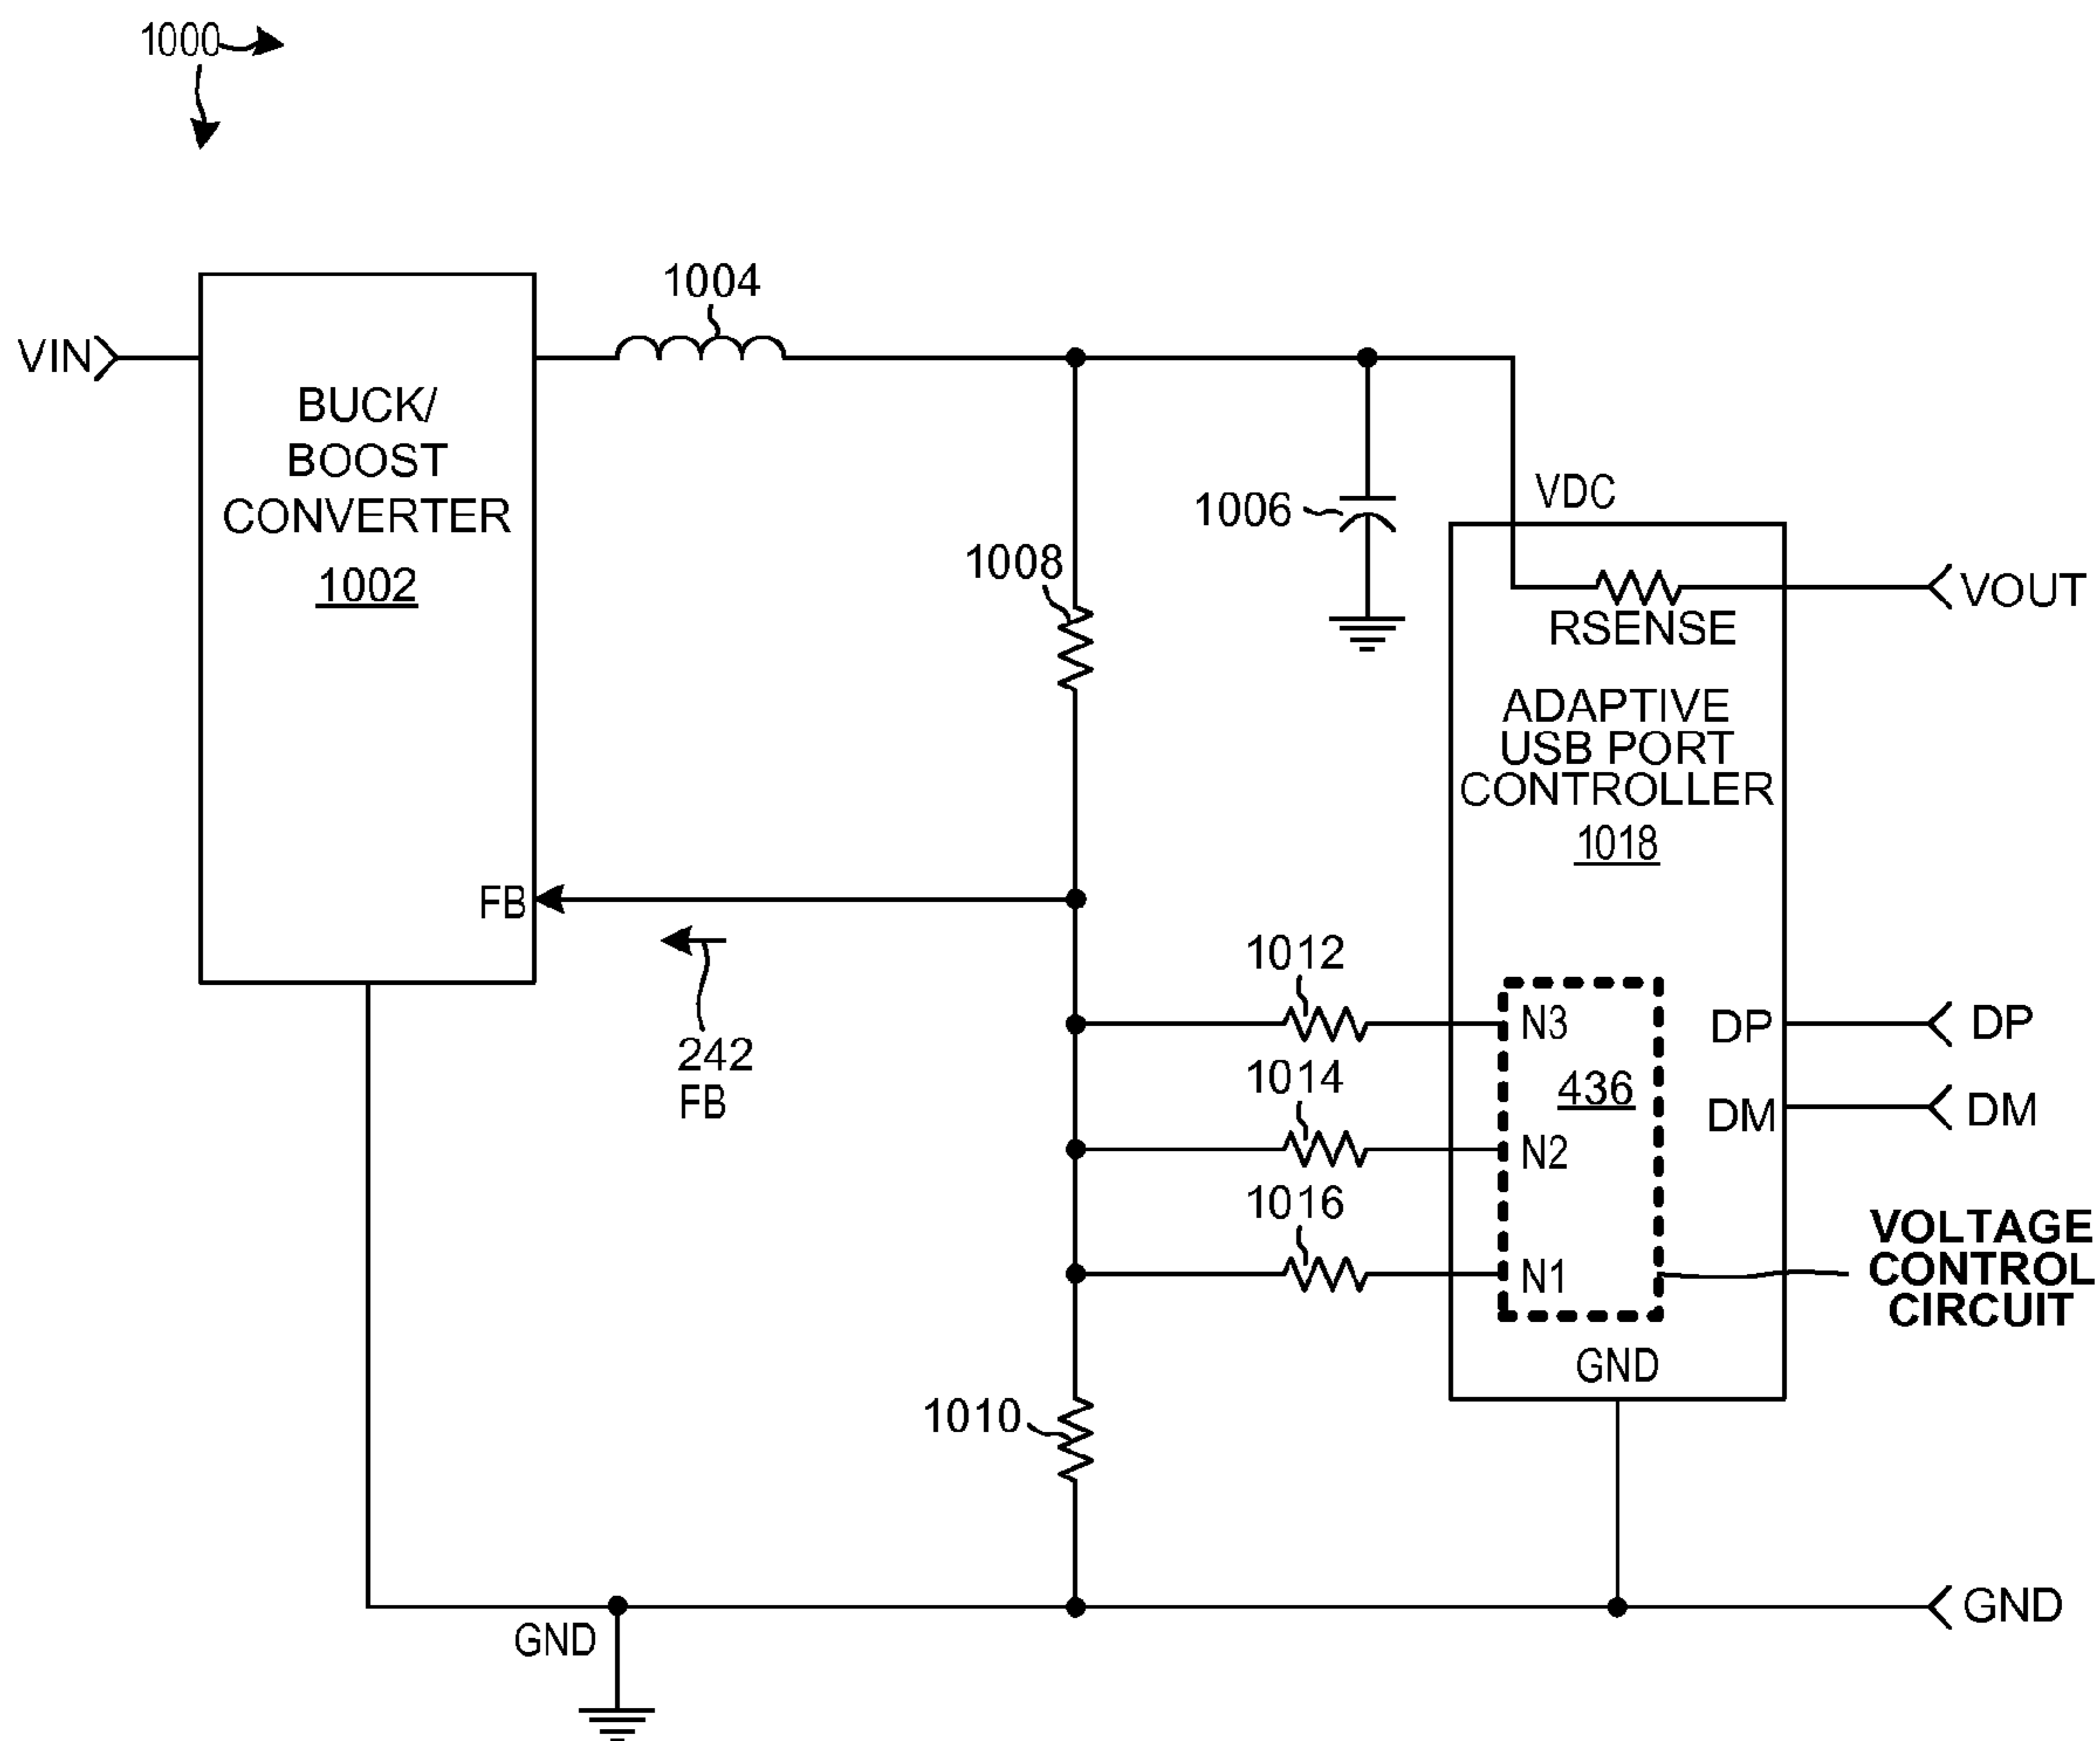 1000
1004
VIN
BUCK/
BOOST
CONVERTER
1002
VDC
1006
1008
VOUT
RSENSE
ADAPTIVE
USB PORT
CONTROLLER
1018
FB
242
FB
1012
N3
DP
DP
436
1014
N2
DM
DM
1016
N1
VOLTAGE
CONTROL
CIRCUIT
GND
1010
GND
GND